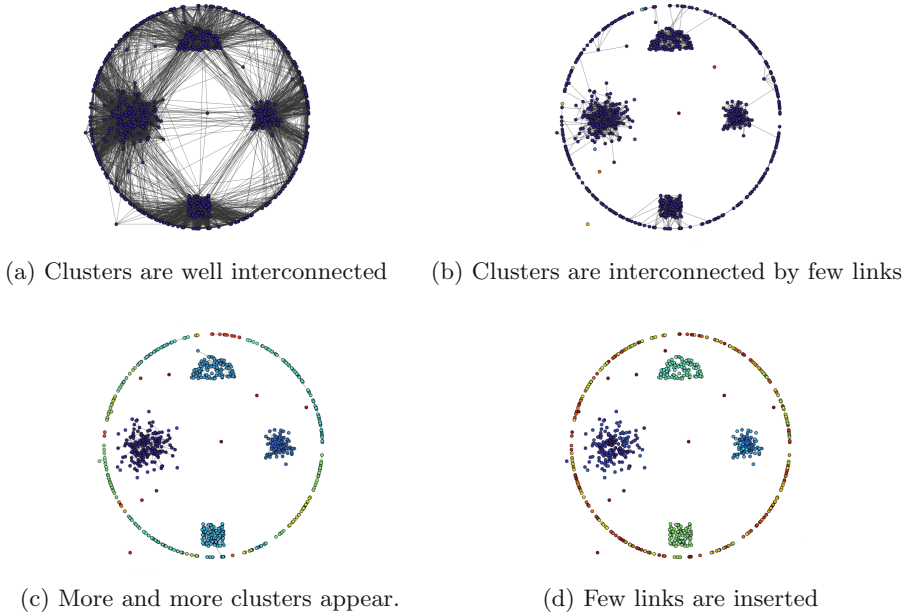 (a) Clusters are well interconnected
(b) Clusters are interconnected by few links
(c) More and more clusters appear.
(d) Few links are inserted